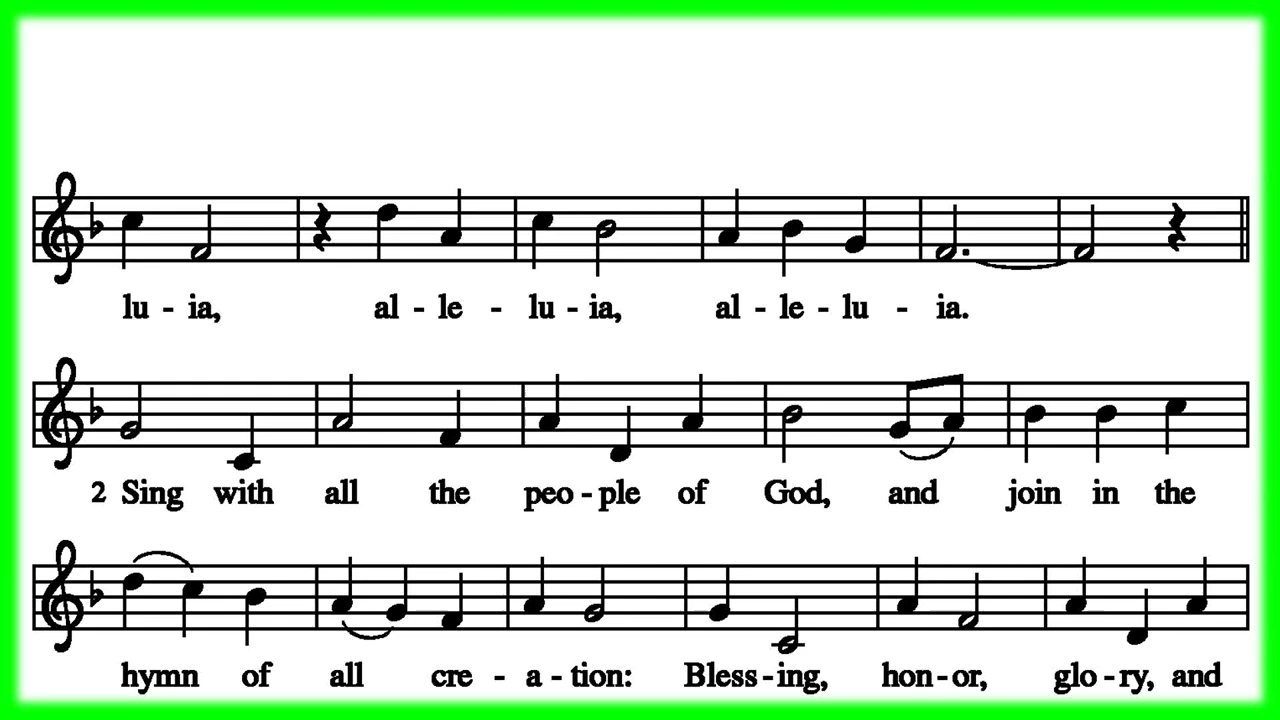 lu - ia, al - le - lu - ia, al - le - lu - ia.
2 Sing with all the peo - ple of God, and join in the
hymn of all cre - a - tion: Bless - ing, hon - or, glo - ry, and